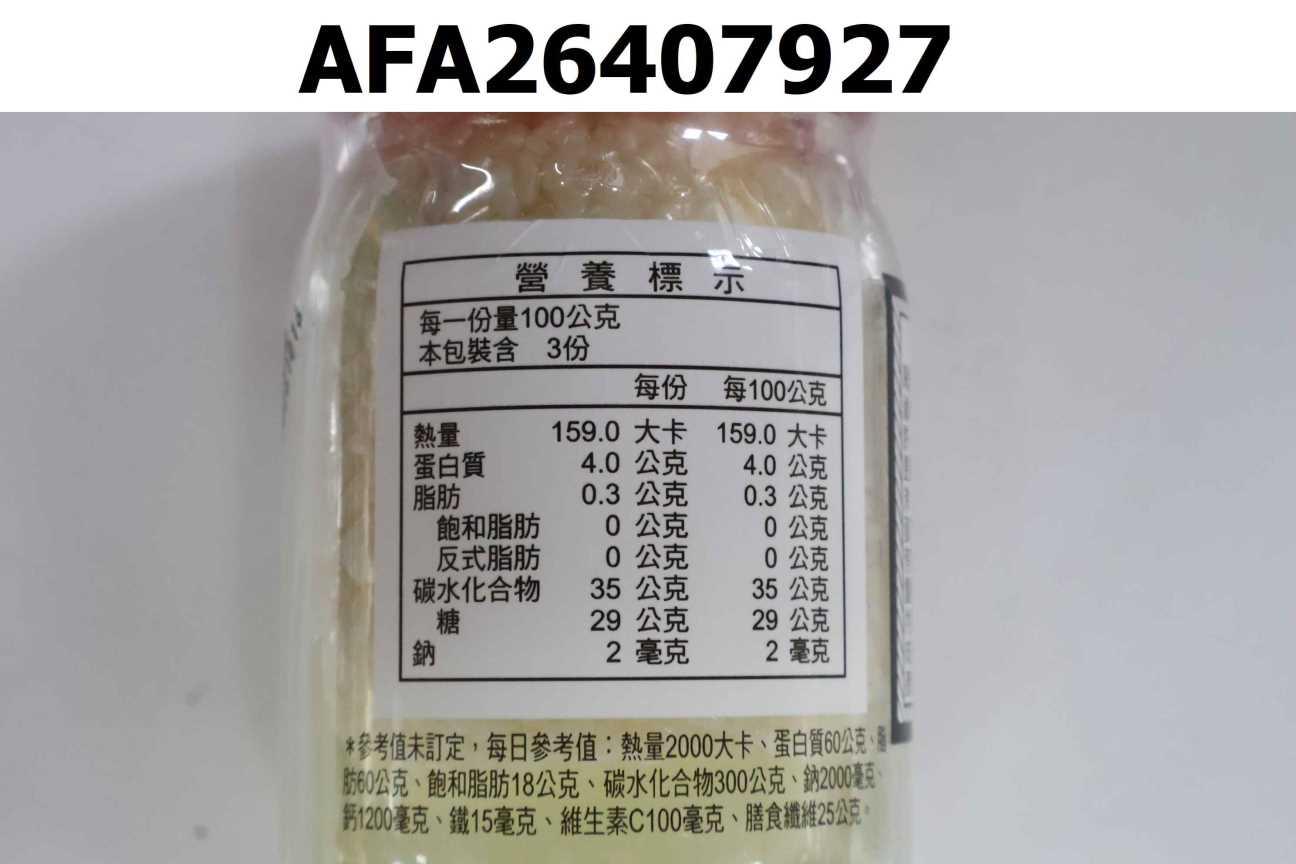 AFA26407927
營養標示
每一份量100公克
本包裝含 3份
每份 每100公克
熱量 159.0 大卡 159.0 大卡
蛋白質 4.0 公克 4.0 公克
脂肪 0.3 公克 0.3 公克
飽和脂肪 0 公克 0 公克
反式脂肪 0 公克 0 公克
碳水化合物 35 公克 35 公克
糖 29 公克 29 公克
鈉 2 毫克 2 毫克
＊參考值未訂定，每日參考值：熱量2000大卡、蛋白質60公克、脂
肪60公克、飽和脂肪18公克、碳水化合物300公克、鈉2000毫克、
鈣1200毫克、鐵15毫克、維生素C100毫克、膳食纖維25公克。